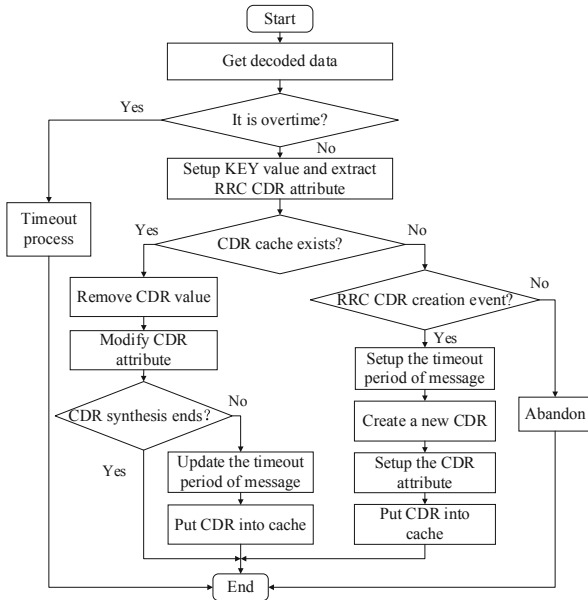 Start
Get decoded data
Yes
It is overtime?
No
Setup KEY value and extract
RRC CDR attribute
Timeout
process
Yes
CDR cache exists?
No
Remove CDR value
RRC CDR creation event?
No
Modify CDR
attribute
Yes
Setup the timeout
period of message
CDR synthesis ends?
No
Create a new CDR
Abandon
Yes
Update the timeout
period of message
Setup the CDR
attribute
Put CDR into cache
Put CDR into
cache
End